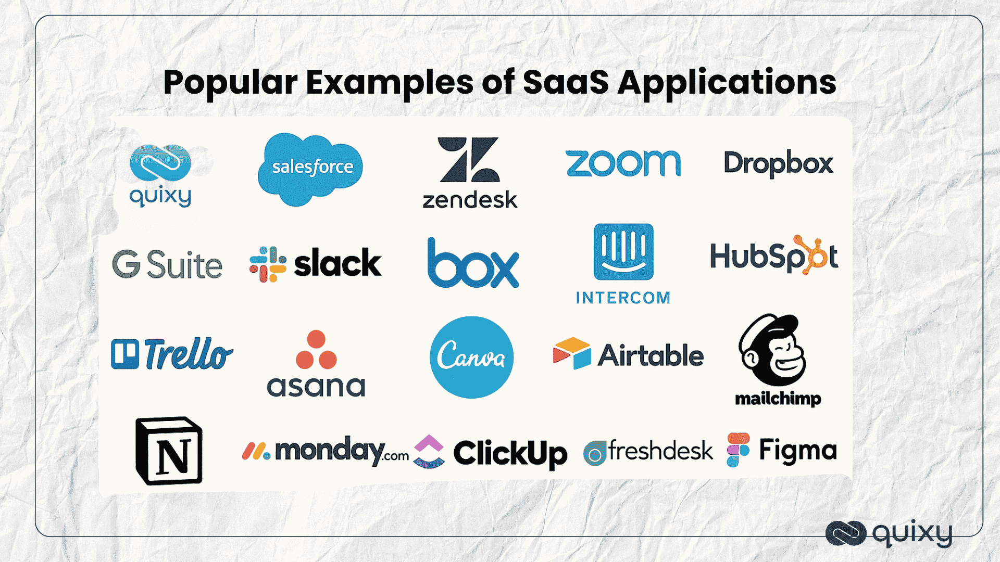 Popular Examples of SaaS Applications
quixy
salesforce
zendesk
zoom
Dropbox
G Suite
slack
box
INTERCOM
HubSpot
Trello
asana
Canva
Airtable
mailchimp
N
monday.com
ClickUp
freshdesk
Figma
quixy